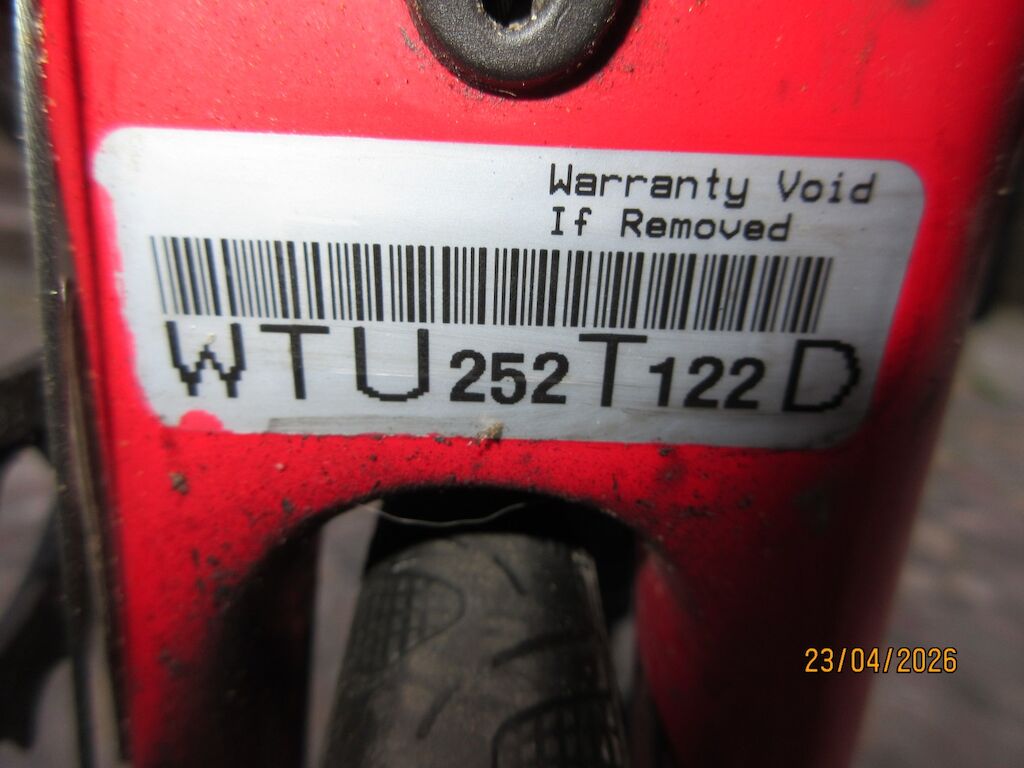 Warranty Void
If Removed
WTU252T122D
23/04/2026